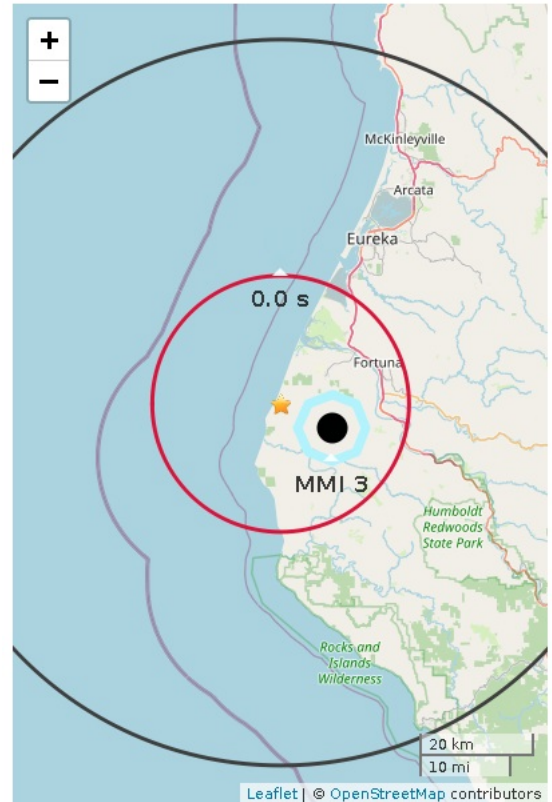 +
−
McKinleyville
Arcata
Eureka
0.0 s
Fortuna
MMI 3
Humboldt
Redwoods
State Park
Rocks and
Islands
Wilderness
20 km
10 mi
Leaflet | © OpenStreetMap contributors